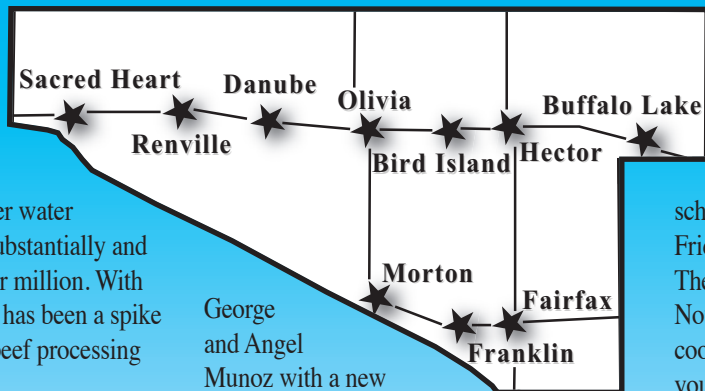 Sacred Heart
Renville
Danube
Olivia
Bird Island
Hector
Buffalo Lake
Morton
Franklin
Fairfax
er water
ubstantially and
r million. With
has been a spike
beef processing
George
and Angel
Munoz with a new
sch
Fri
The
No
coo
you